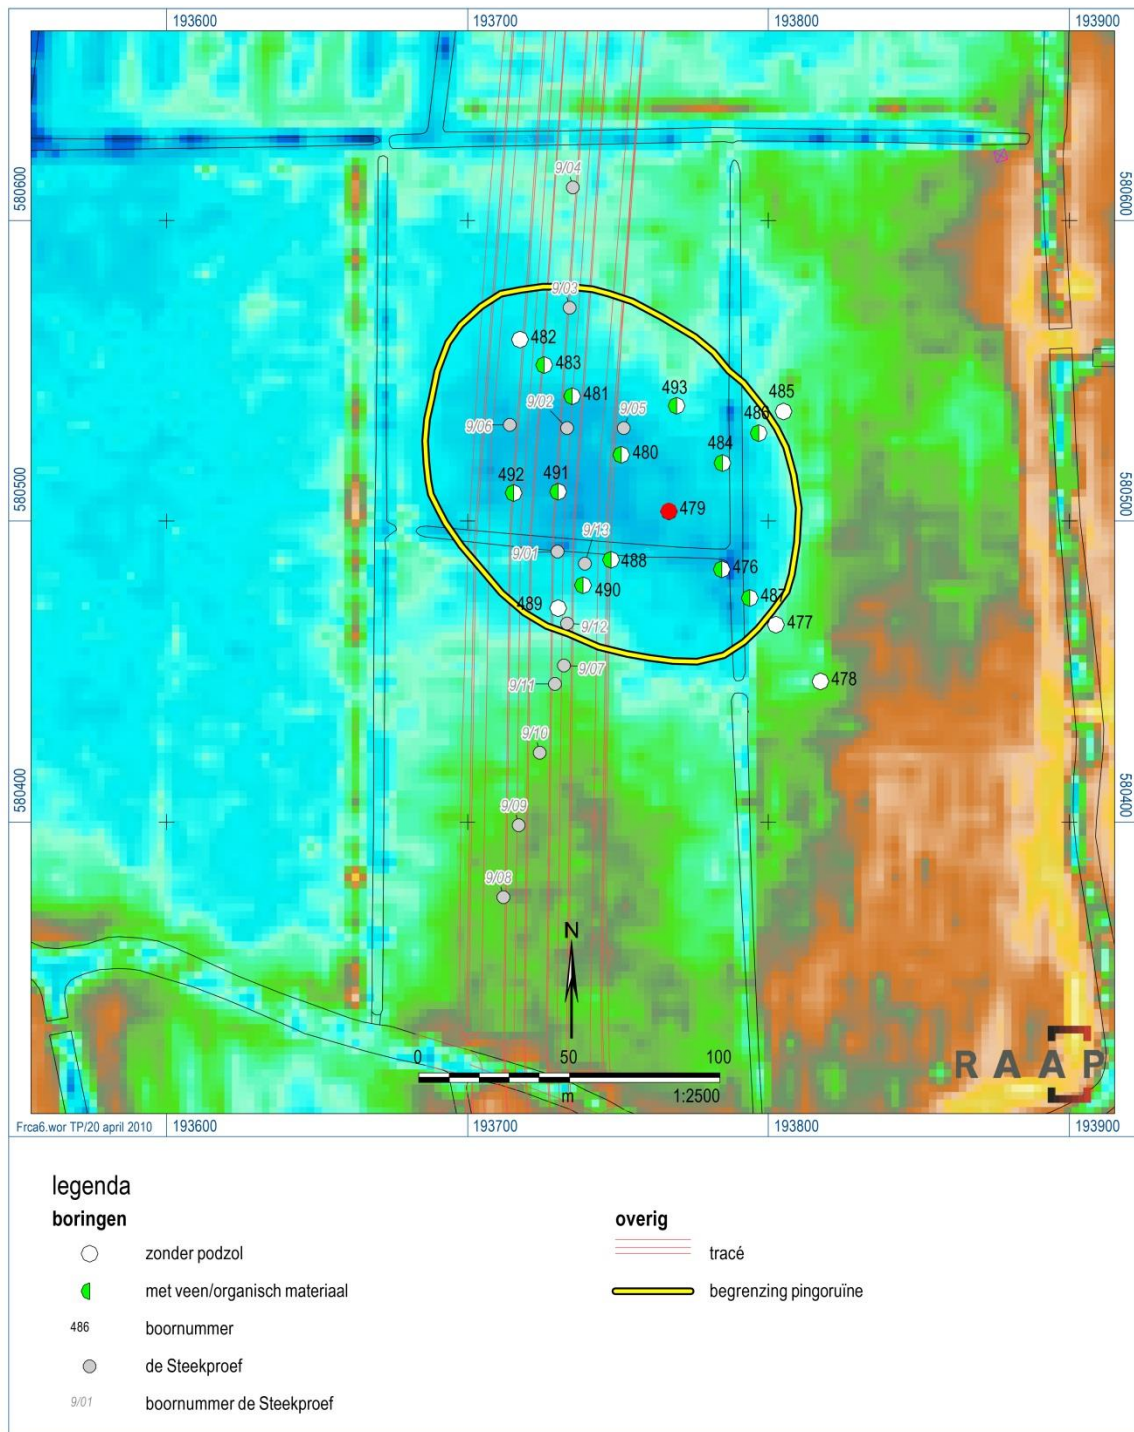 193600 193700 193800 193900
580600 580600
9/04
9/03
482
483
481
9/02
9/05
9/06
493
485
486
480
484
492
491
580500 580500
479
9/13
9/01
488
476
490
487
489
9/12
477
9/07
478
9/11
9/10
580400 580400
9/09
9/08
N
0 50 100
m 1:2500
RAAP
Frca6.wor TP/20 april 2010
193600 193700 193800 193900
legenda
boringen
zonder podzol
met veen/organisch materiaal
486 boornummer
de Steekproef
9/01 boornummer de Steekproef
overig
tracé
begrenzing pingoruïne